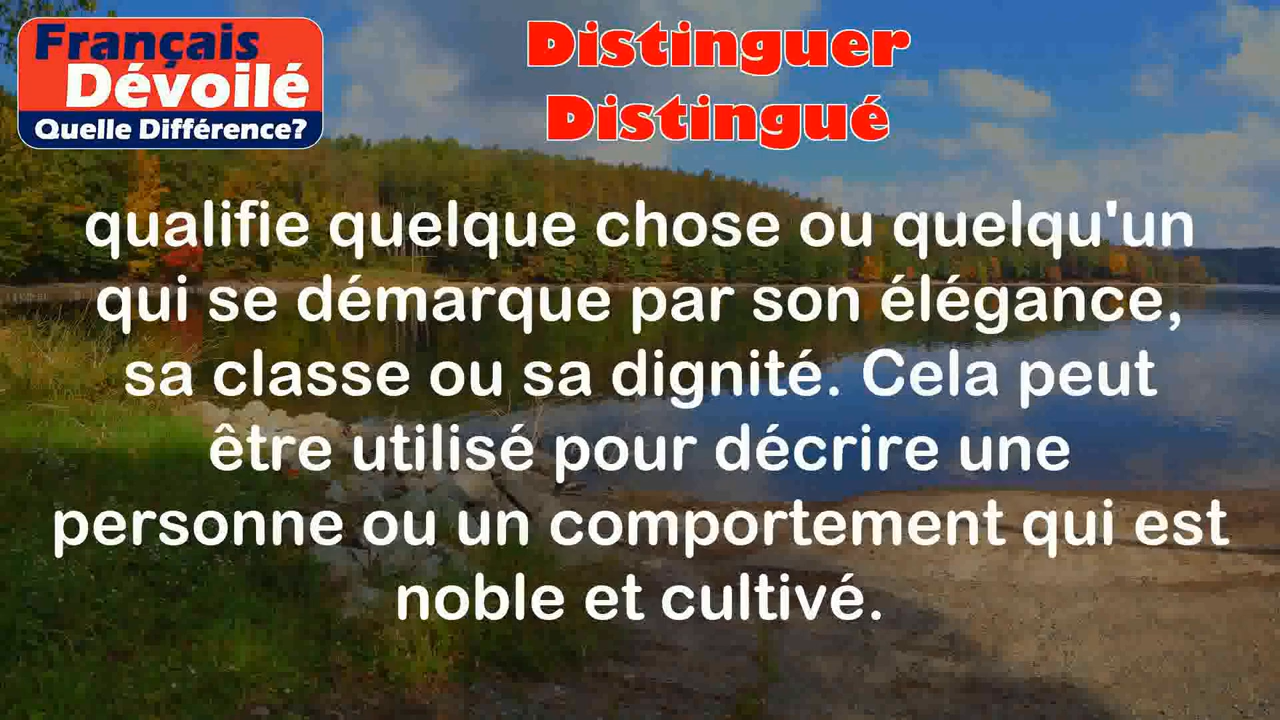 Français
Dévoilé
Quelle Différence?
Distinguer
Distingué
qualifie quelque chose ou quelqu'un
qui se démarque par son élégance,
sa classe ou sa dignité. Cela peut
être utilisé pour décrire une
personne ou un comportement qui est
noble et cultivé.